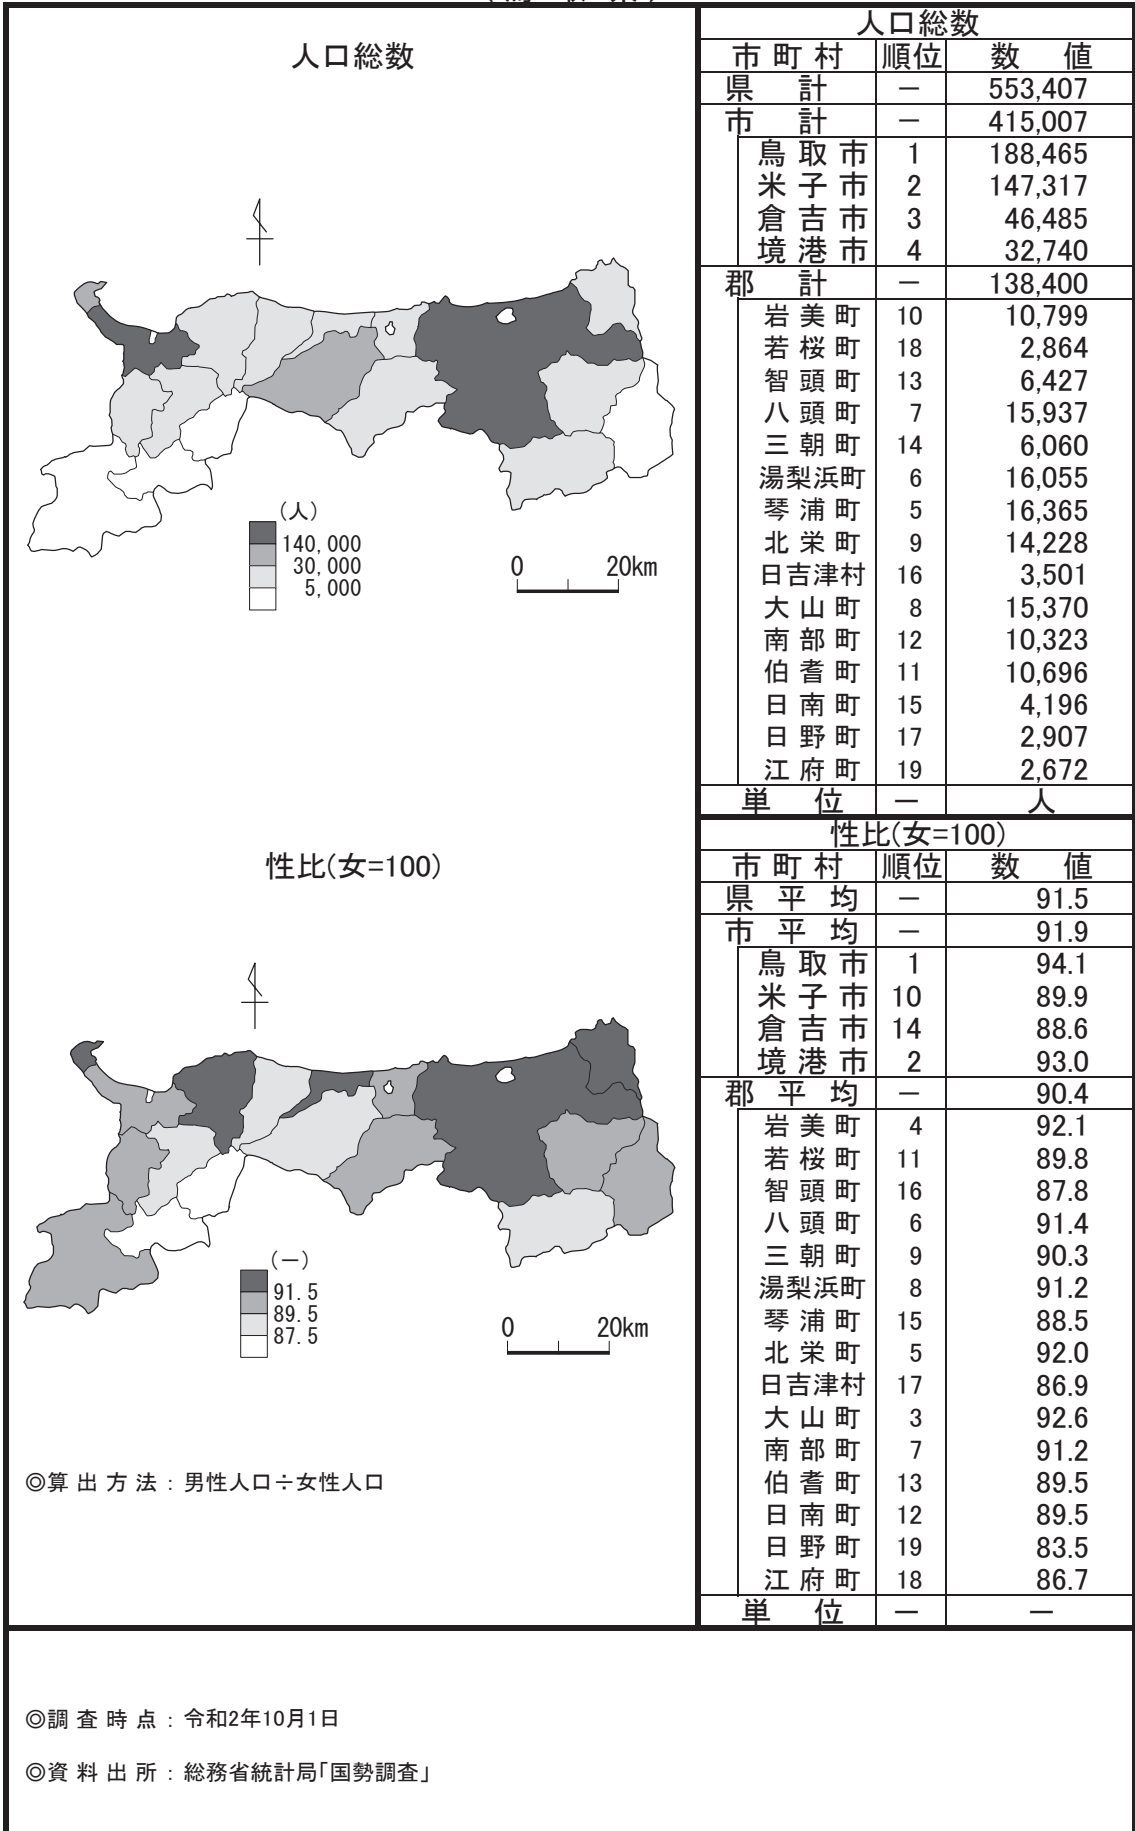 人口総数
(人)
140,000
30,000
5,000
0 20km
人口総数
市町村 順位 数値
県計 － 553,407
市計 － 415,007
鳥取市 1 188,465
米子市 2 147,317
倉吉市 3 46,485
境港市 4 32,740
郡計 － 138,400
岩美町 10 10,799
若桜町 18 2,864
智頭町 13 6,427
八頭町 7 15,937
三朝町 14 6,060
湯梨浜町 6 16,055
琴浦町 5 16,365
北栄町 9 14,228
日吉津村 16 3,501
大山町 8 15,370
南部町 12 10,323
伯耆町 11 10,696
日南町 15 4,196
日野町 17 2,907
江府町 19 2,672
単位 － 人
性比(女=100)
(－)
91.5
89.5
87.5
0 20km
◎算出方法：男性人口÷女性人口
性比(女=100)
市町村 順位 数値
県平均 － 91.5
市平均 － 91.9
鳥取市 1 94.1
米子市 10 89.9
倉吉市 14 88.6
境港市 2 93.0
郡平均 － 90.4
岩美町 4 92.1
若桜町 11 89.8
智頭町 16 87.8
八頭町 6 91.4
三朝町 9 90.3
湯梨浜町 8 91.2
琴浦町 15 88.5
北栄町 5 92.0
日吉津村 17 86.9
大山町 3 92.6
南部町 7 91.2
伯耆町 13 89.5
日南町 12 89.5
日野町 19 83.5
江府町 18 86.7
単位 － －
◎調査時点：令和2年10月1日
◎資料出所：総務省統計局「国勢調査」